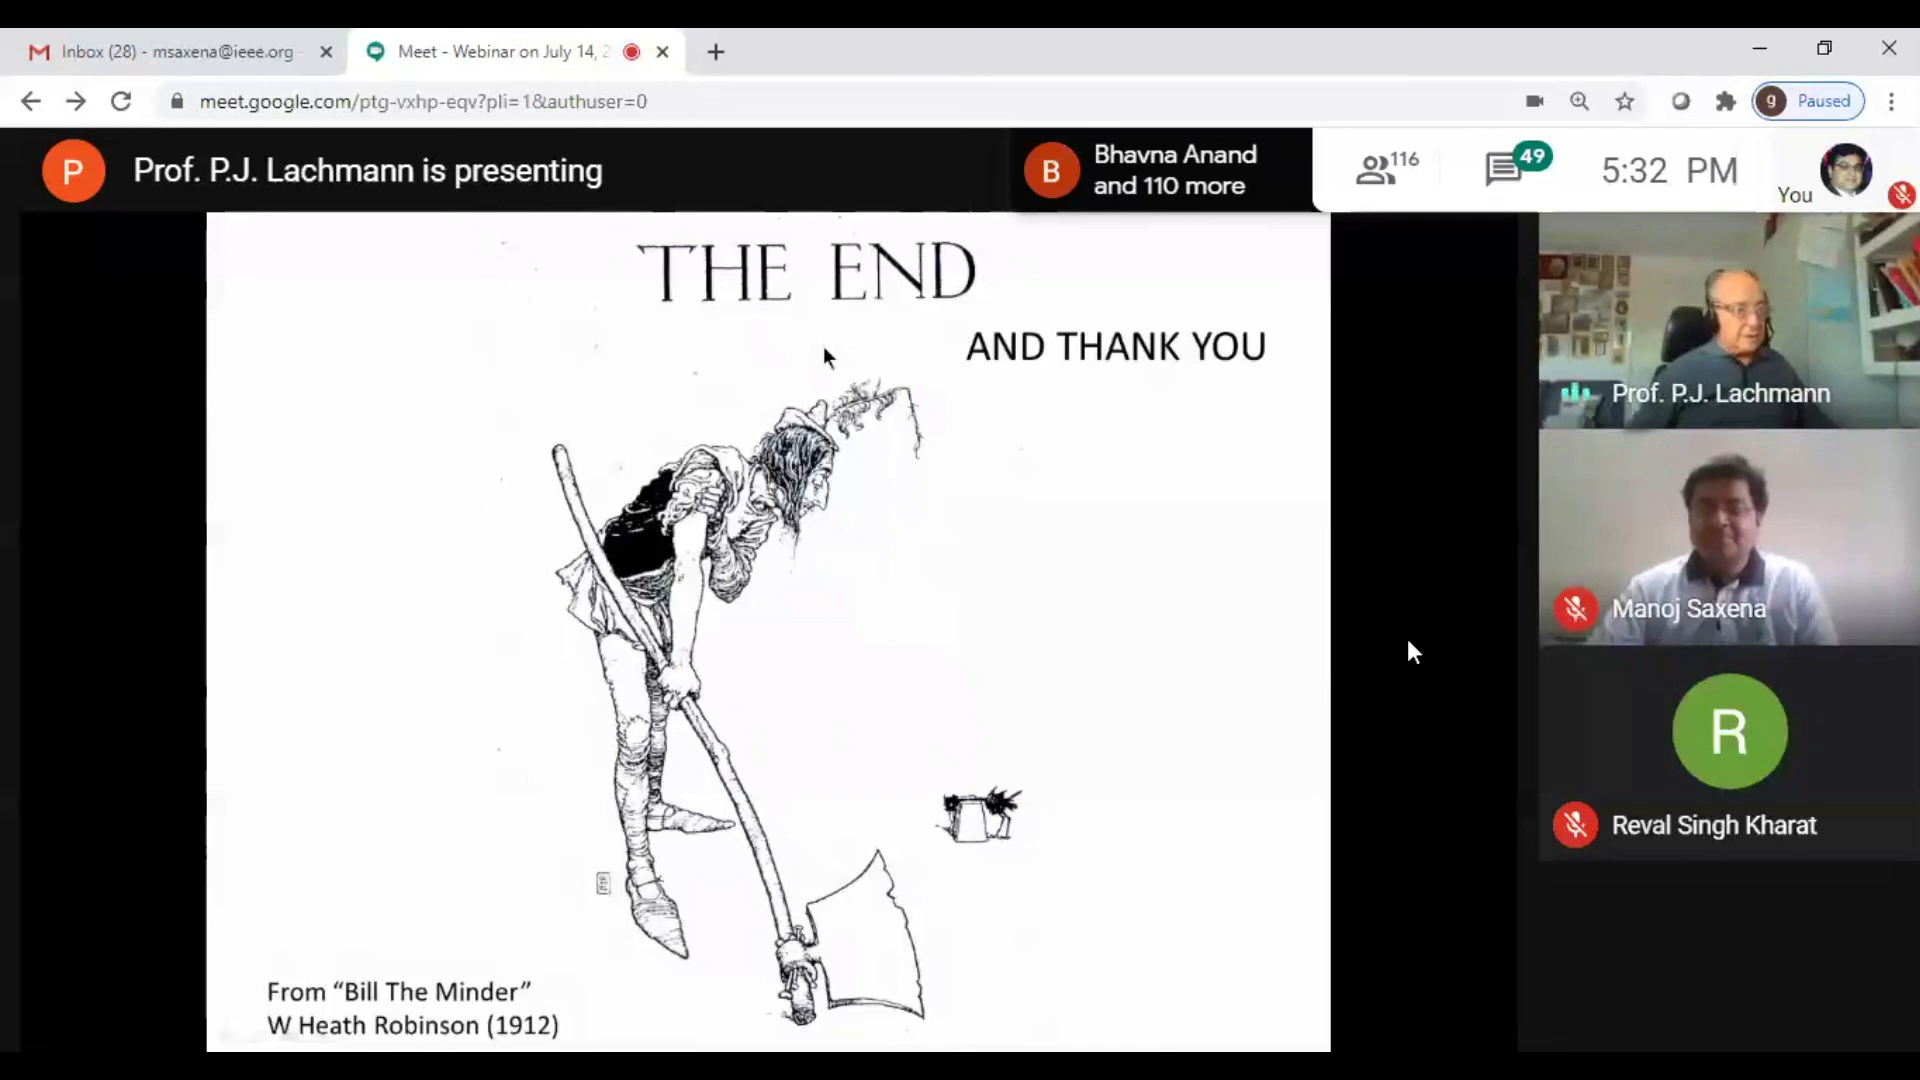 Inbox (28) - msaxena@ieee.org -
Meet - Webinar on July 14, 2
meet.google.com/ptg-vxhp-eqv?pli=1&authuser=0
g
Paused
P
Prof. P.J. Lachmann is presenting
B
Bhavna Anand
and 110 more
116
49
5:32 PM
You
THE END
AND THANK YOU
From “Bill The Minder”
W Heath Robinson (1912)
Prof. P.J. Lachmann
Manoj Saxena
R
Reval Singh Kharat